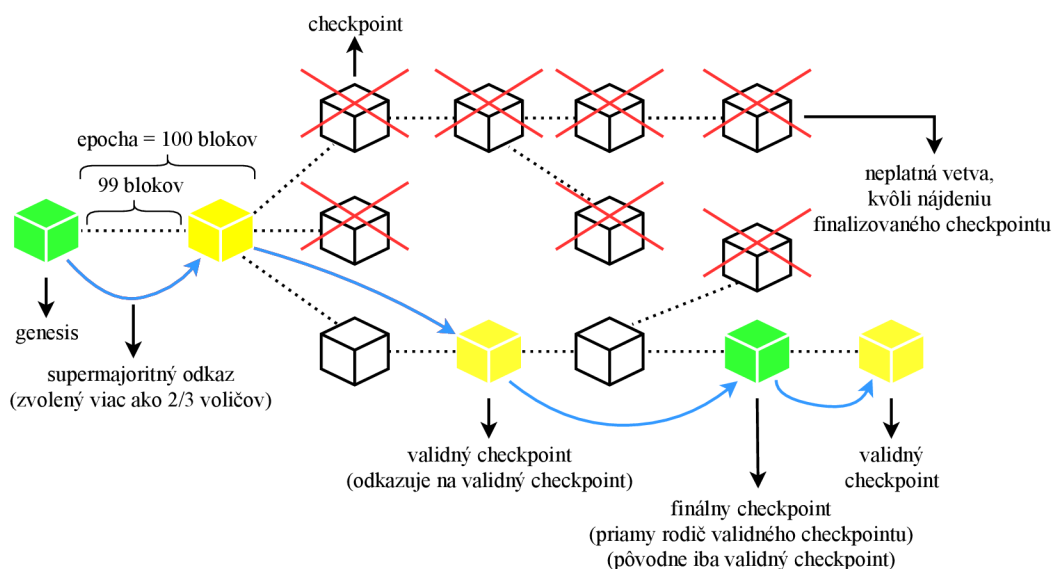 checkpoint
epocha = 100 blokov
99 blokov
neplatná vetva,
kvôli nájdeniu
finalizovaného checkpointu
genesis
supermajoritný odkaz
(zvolený viac ako 2/3 voličov)
validný checkpoint
(odkazuje na validný checkpoint)
validný
checkpoint
finálny checkpoint
(priamy rodič validného checkpointu)
(pôvodne iba validný checkpoint)